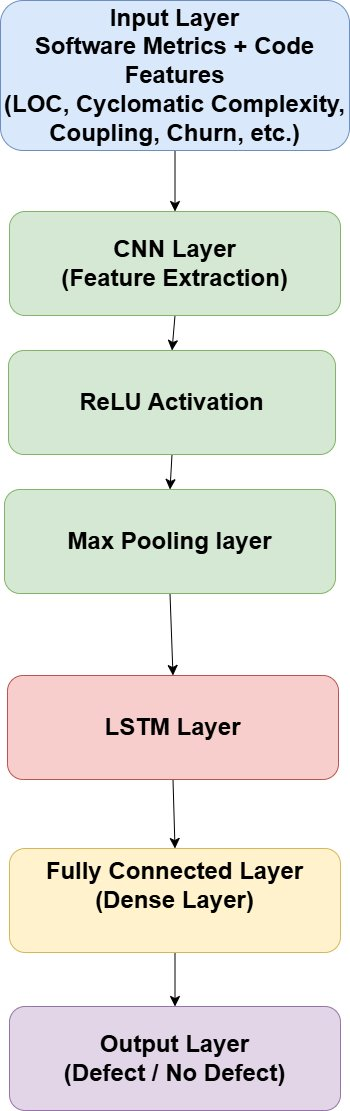 Input Layer
Software Metrics + Code
Features
(LOC, Cyclomatic Complexity,
Coupling, Churn, etc.)
CNN Layer
(Feature Extraction)
ReLU Activation
Max Pooling layer
LSTM Layer
Fully Connected Layer
(Dense Layer)
Output Layer
(Defect / No Defect)